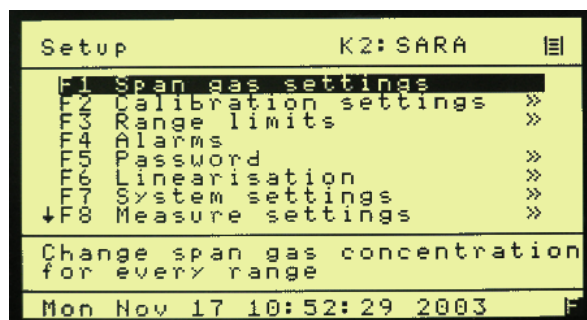 Setup K2:SARA
F1 Span gas settings
F2 Calibration settings »
F3 Range limits »
F4 Alarms
F5 Password »
F6 Linearisation »
F7 System settings »
↓F8 Measure settings »
Change span gas concentration
for every range
Mon Nov 17 10:52:29 2003 F